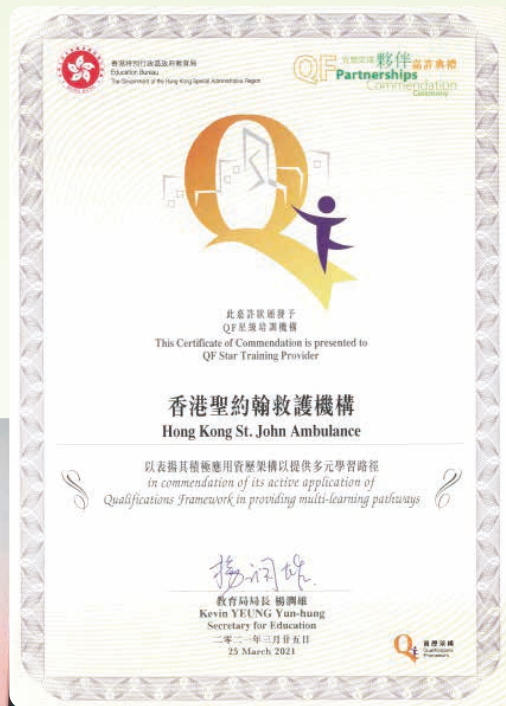 香港特別行政區政府教育局
Education Bureau
The Government of the Hong Kong Special Administrative Region
QF 資歷架構 夥伴嘉許典禮
Partnerships
Commendation
Ceremony
此嘉許狀頒發予
QF星級培訓機構
This Certificate of Commendation is presented to
QF Star Training Provider
香港聖約翰救護機構
Hong Kong St. John Ambulance
以表揚其積極應用資歷架構以提供多元學習路徑
in commendation of its active application of
Qualifications Framework in providing multi-learning pathways
教育局局長 楊潤雄
Kevin YEUNG Yun-hung
Secretary for Education
二零二一年三月廿五日
25 March 2021
資歷架構
Qualifications
Framework